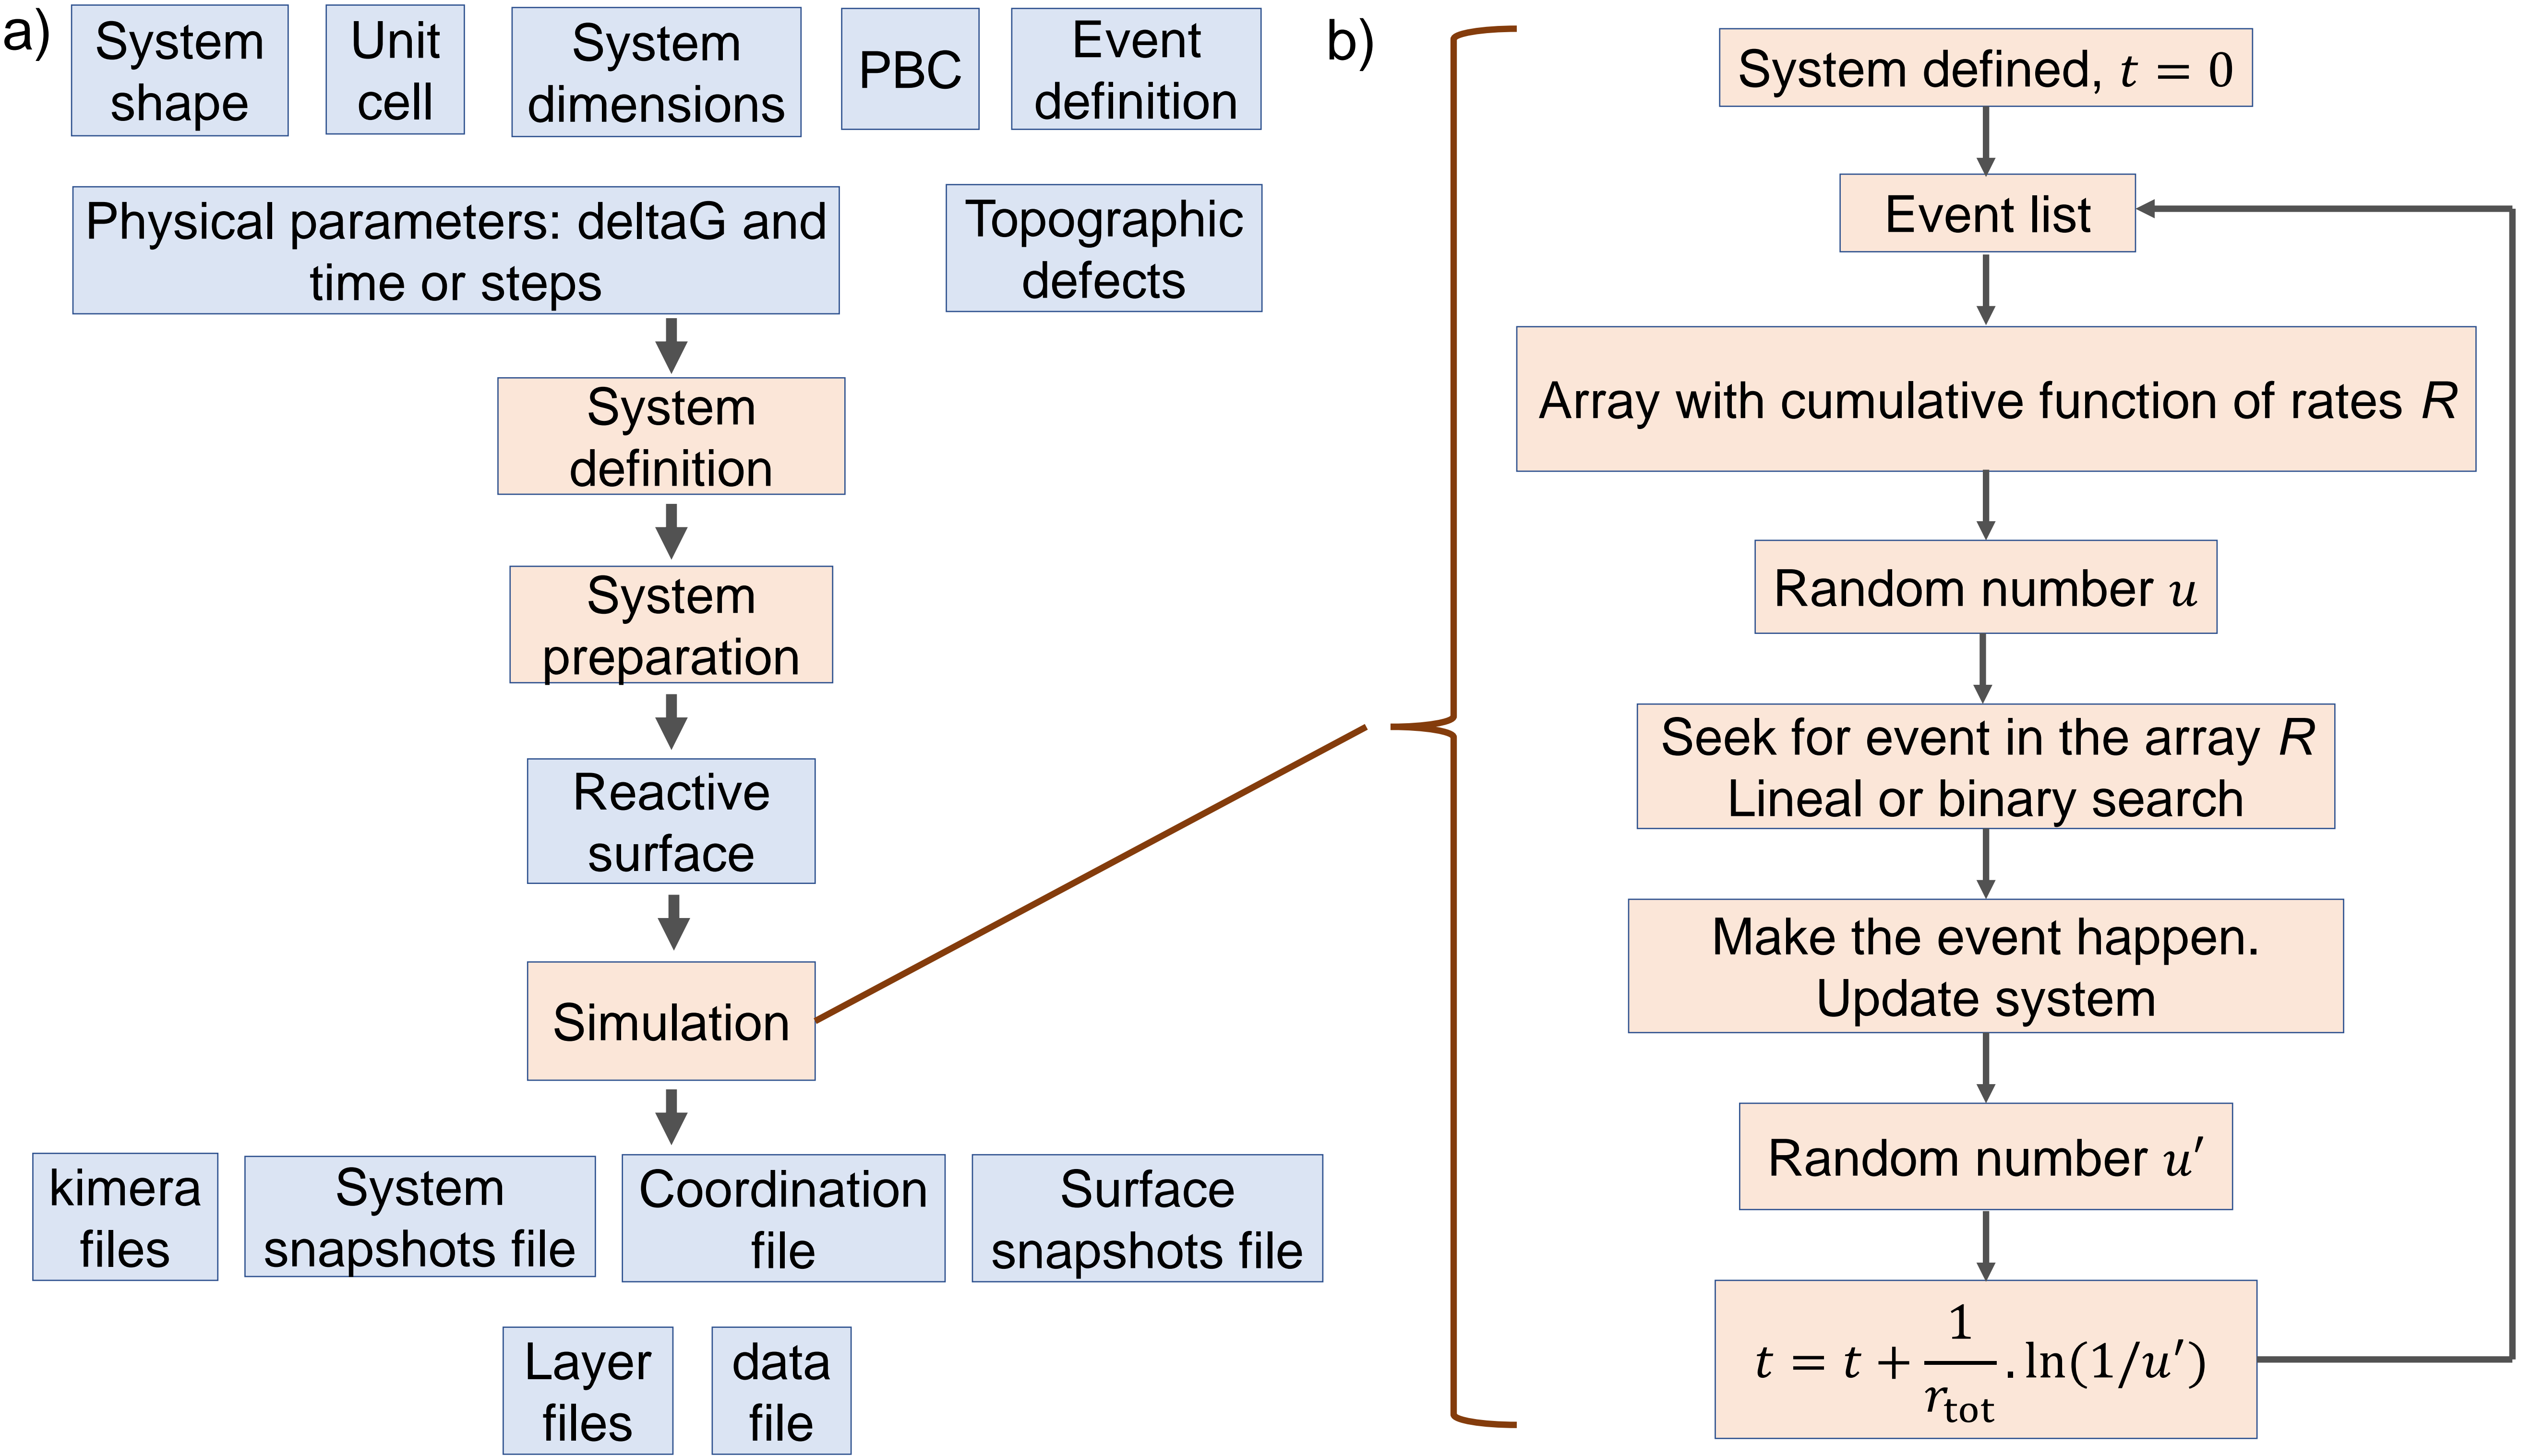 a)
System
shape
Unit
cell
System
dimensions
PBC
Event
definition
Physical parameters: deltaG and
time or steps
Topographic
defects
System
definition
System
preparation
Reactive
surface
Simulation
kimera
files
System
snapshots file
Coordination
file
Surface
snapshots file
Layer
files
data
file
b)
System defined, t = 0
Event list
Array with cumulative function of rates R
Random number u
Seek for event in the array R
Lineal or binary search
Make the event happen.
Update system
Random number u′
t = t + 1/r_tot . ln(1/u′)